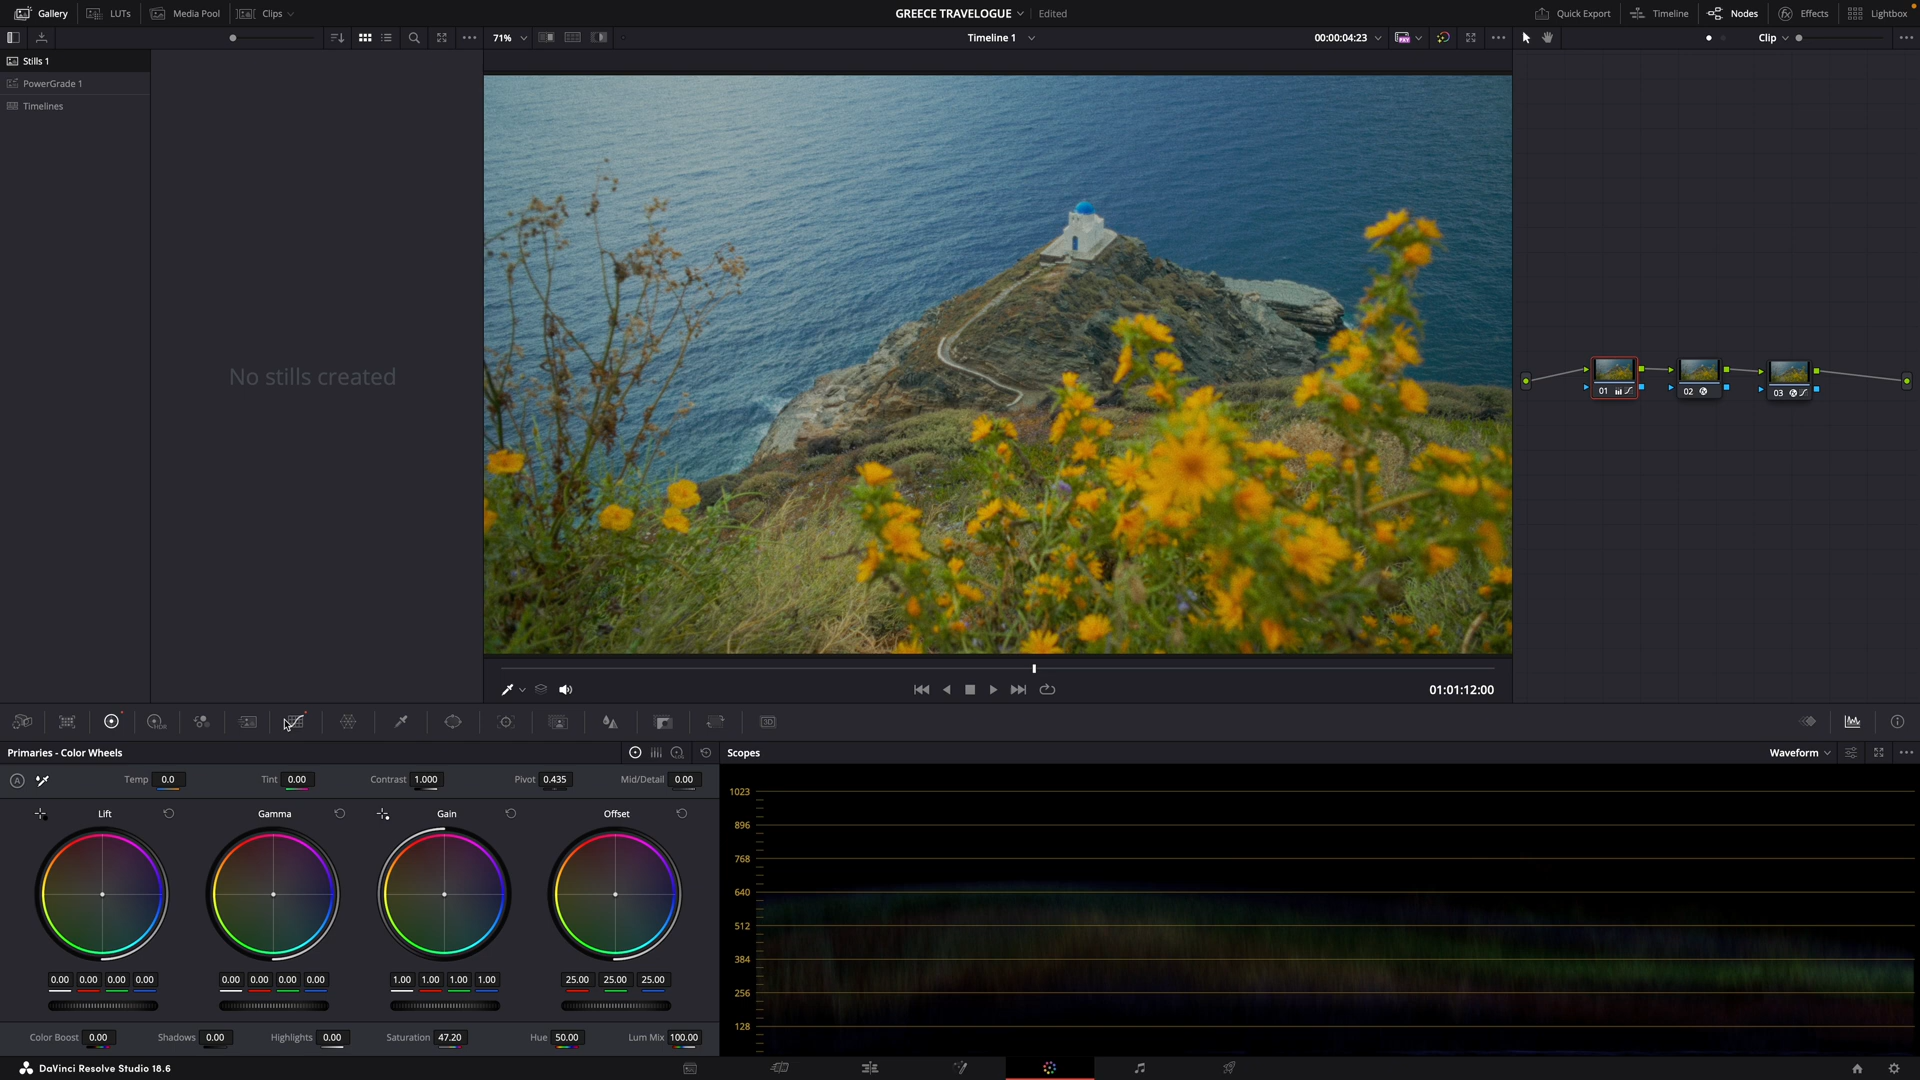 Gallery LUTs Media Pool Clips GREECE TRAVELOGUE Edited Quick Export Timeline Nodes Effects Lightbox
71% Timeline 1 00:00:04:23 Clip
Stills 1
PowerGrade 1
Timelines
No stills created
01 02 03
01:01:12:00
Primaries - Color Wheels
Scopes Waveform
A Temp 0.0 Tint 0.00 Contrast 1.000 Pivot 0.435 Mid/Detail 0.00
Lift Gamma Gain Offset
0.00 0.00 0.00 0.00 0.00 0.00 0.00 0.00 1.00 1.00 1.00 1.00 25.00 25.00 25.00
Color Boost 0.00 Shadows 0.00 Highlights 0.00 Saturation 47.20 Hue 50.00 Lum Mix 100.00
1023
896
768
640
512
384
256
128
DaVinci Resolve Studio 18.6